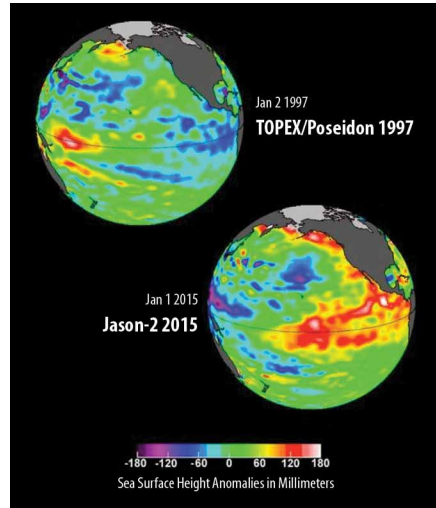 Jan 2 1997
TOPEX/Poseidon 1997
Jan 1 2015
Jason-2 2015
-180 -120 -60 0 60 120 180
Sea Surface Height Anomalies in Millimeters